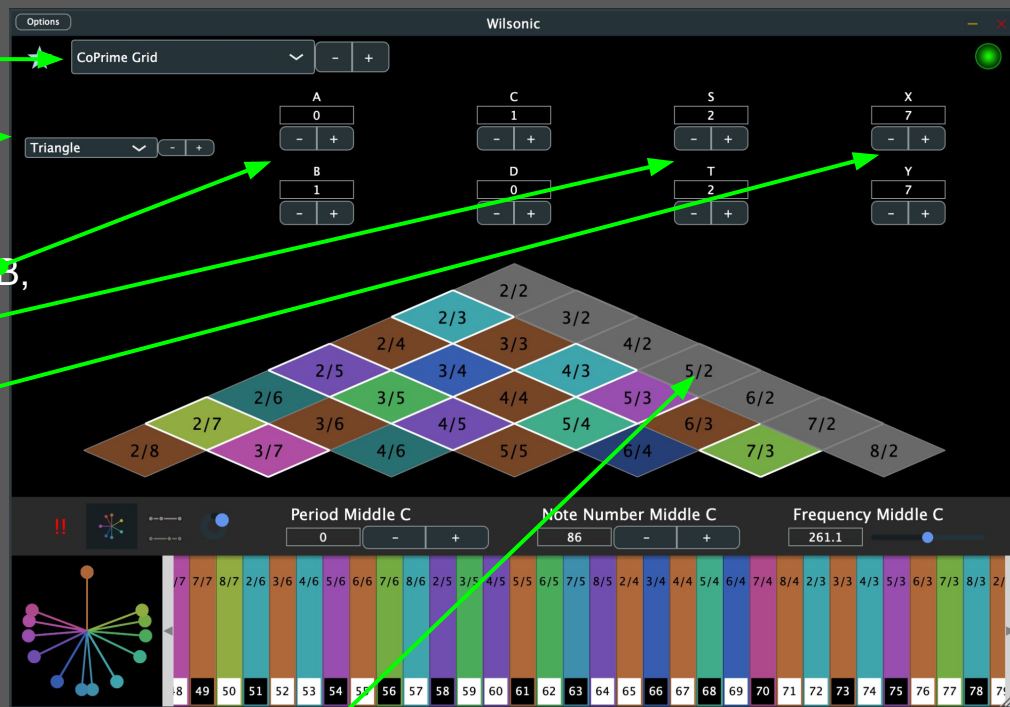 Options
Wilsonic
CoPrime Grid
- +
A C S X
0 1 2 7
- + - + - + - +
Triangle
- +
B D T Y
1 0 2 7
- + - + - + - +
B,
2/2
2/3 3/2
2/4 3/3 4/2
2/5 3/4 4/3 5/2
2/6 3/5 4/4 5/3 6/2
2/7 3/6 4/5 5/4 6/3 7/2
2/8 3/7 4/6 5/5 6/4 7/3 8/2
!! Period Middle C Note Number Middle C Frequency Middle C
0 - + 86 - + 261.1
/7 7/7 8/7 2/6 3/6 4/6 5/6 6/6 7/6 8/6 2/5 3/5 4/5 5/5 6/5 7/5 8/5 2/4 3/4 4/4 5/4 6/4 7/4 8/4 2/3 3/3 4/3 5/3 6/3 7/3 8/3 2/
49 50 51 52 53 54 55 56 57 58 59 60 61 62 63 64 65 66 67 68 69 70 71 72 73 74 75 76 77 78